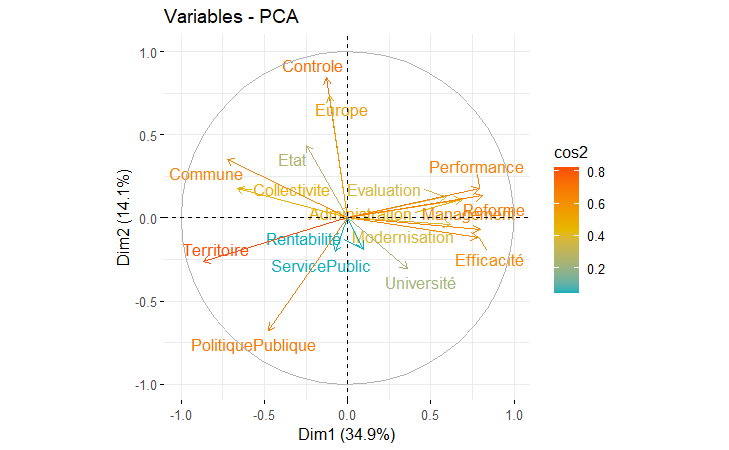 Variables - PCA
Dim2 (14.1%)
1.0
0.5
0.0
-0.5
-1.0
Controle
Europe
Etat
Commune
Performance
Collectivite
Evaluation
Administration
Management
Reforme
Territoire
Rentabilite
Modernisation
ServicePublic
Efficacité
Université
PolitiquePublique
-1.0
-0.5
0.0
0.5
1.0
Dim1 (34.9%)
cos2
0.8
0.6
0.4
0.2